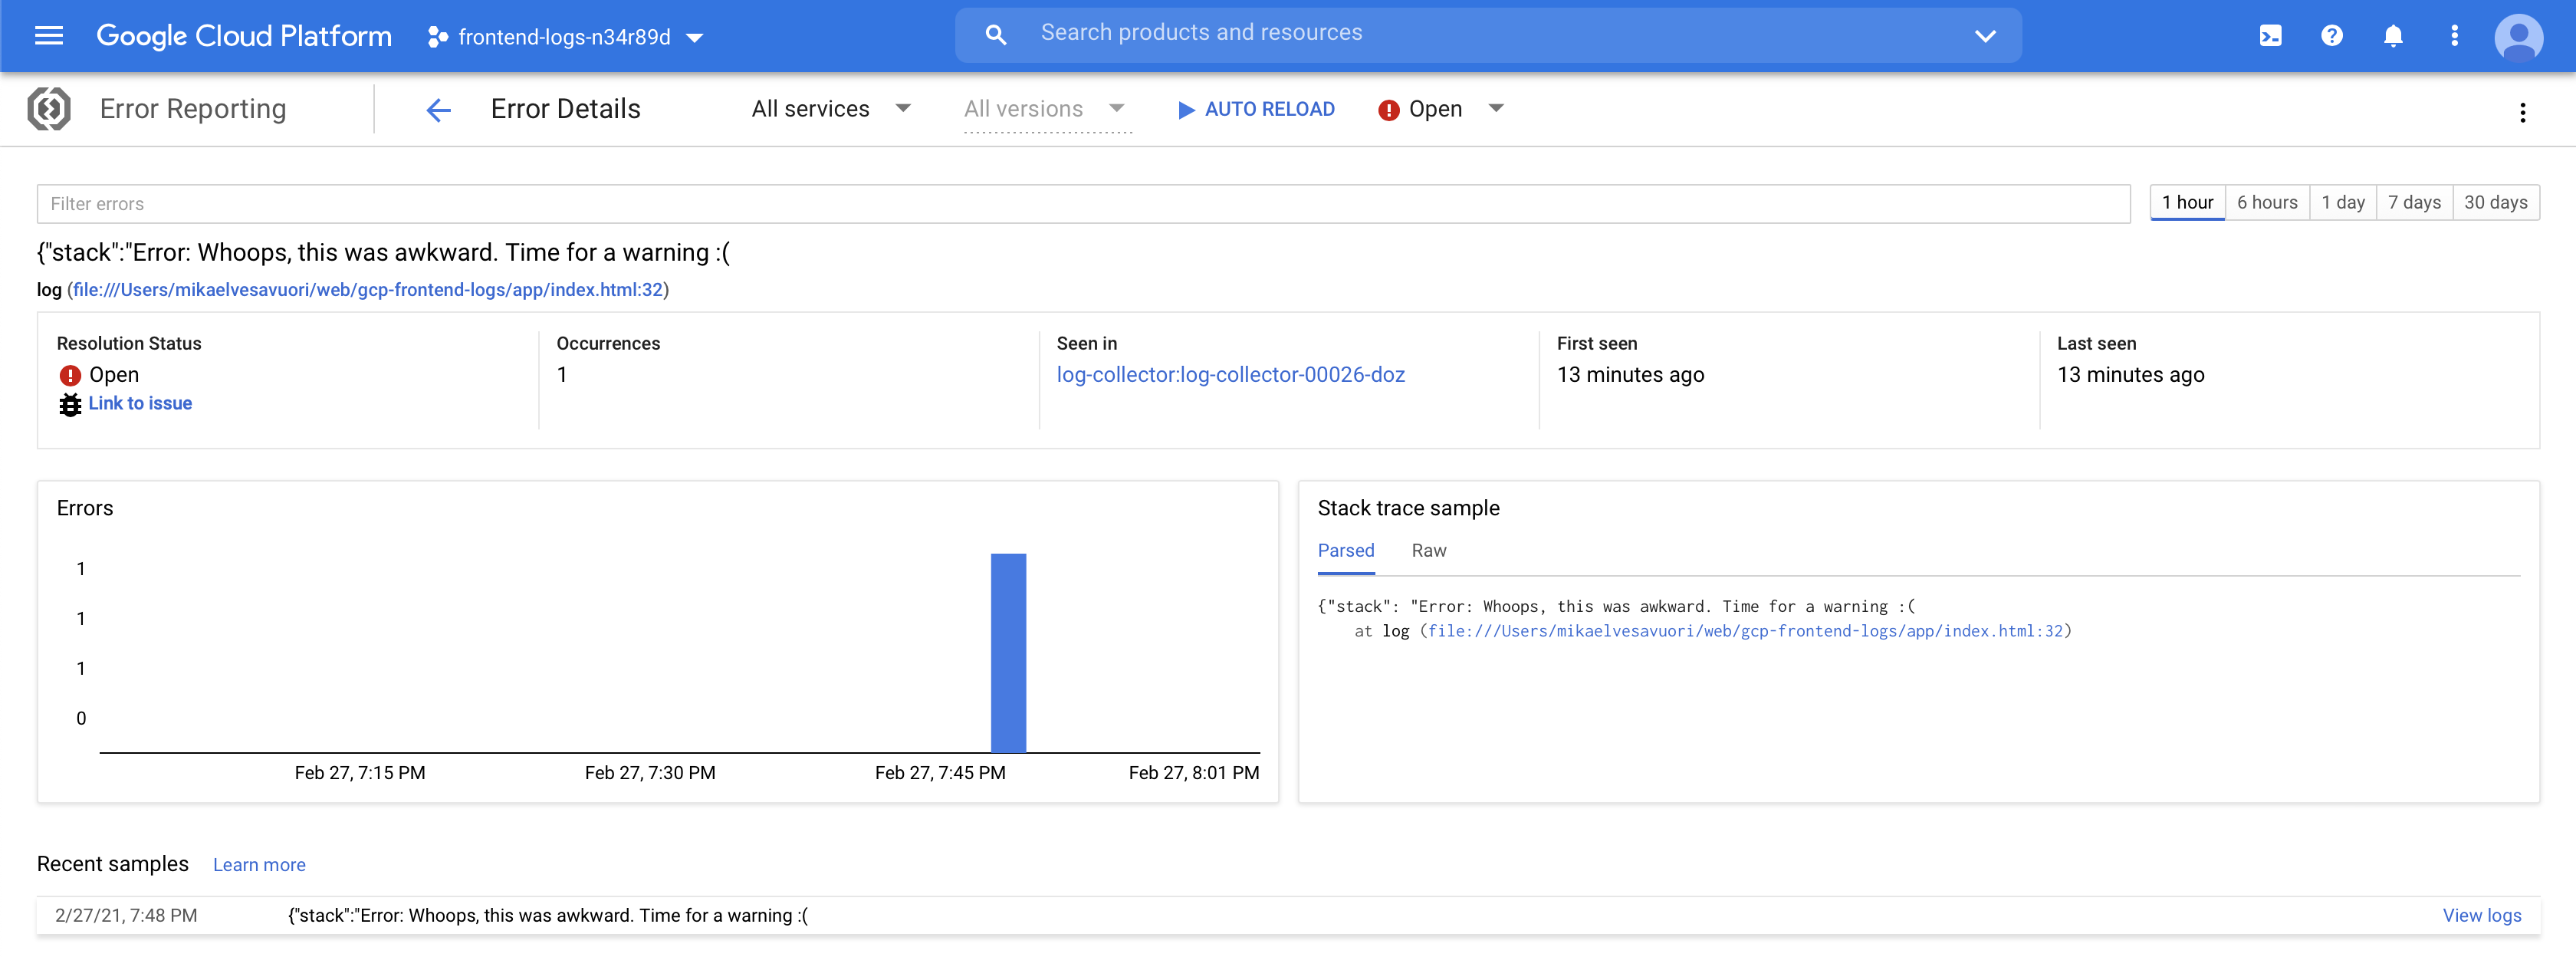 Google Cloud Platform frontend-logs-n34r89d Search products and resources
Error Reporting Error Details All services All versions AUTO RELOAD Open
Filter errors 1 hour 6 hours 1 day 7 days 30 days
{"stack":"Error: Whoops, this was awkward. Time for a warning :(
log (file:///Users/mikaelvesavuori/web/gcp-frontend-logs/app/index.html:32)
Resolution Status Occurrences Seen in First seen Last seen
Open 1 log-collector:log-collector-00026-doz 13 minutes ago 13 minutes ago
Link to issue
Errors
1
1
1
0
Feb 27, 7:15 PM Feb 27, 7:30 PM Feb 27, 7:45 PM Feb 27, 8:01 PM
Stack trace sample
Parsed Raw
{"stack": "Error: Whoops, this was awkward. Time for a warning :(
at log (file:///Users/mikaelvesavuori/web/gcp-frontend-logs/app/index.html:32)
Recent samples Learn more
2/27/21, 7:48 PM {"stack":"Error: Whoops, this was awkward. Time for a warning :( View logs